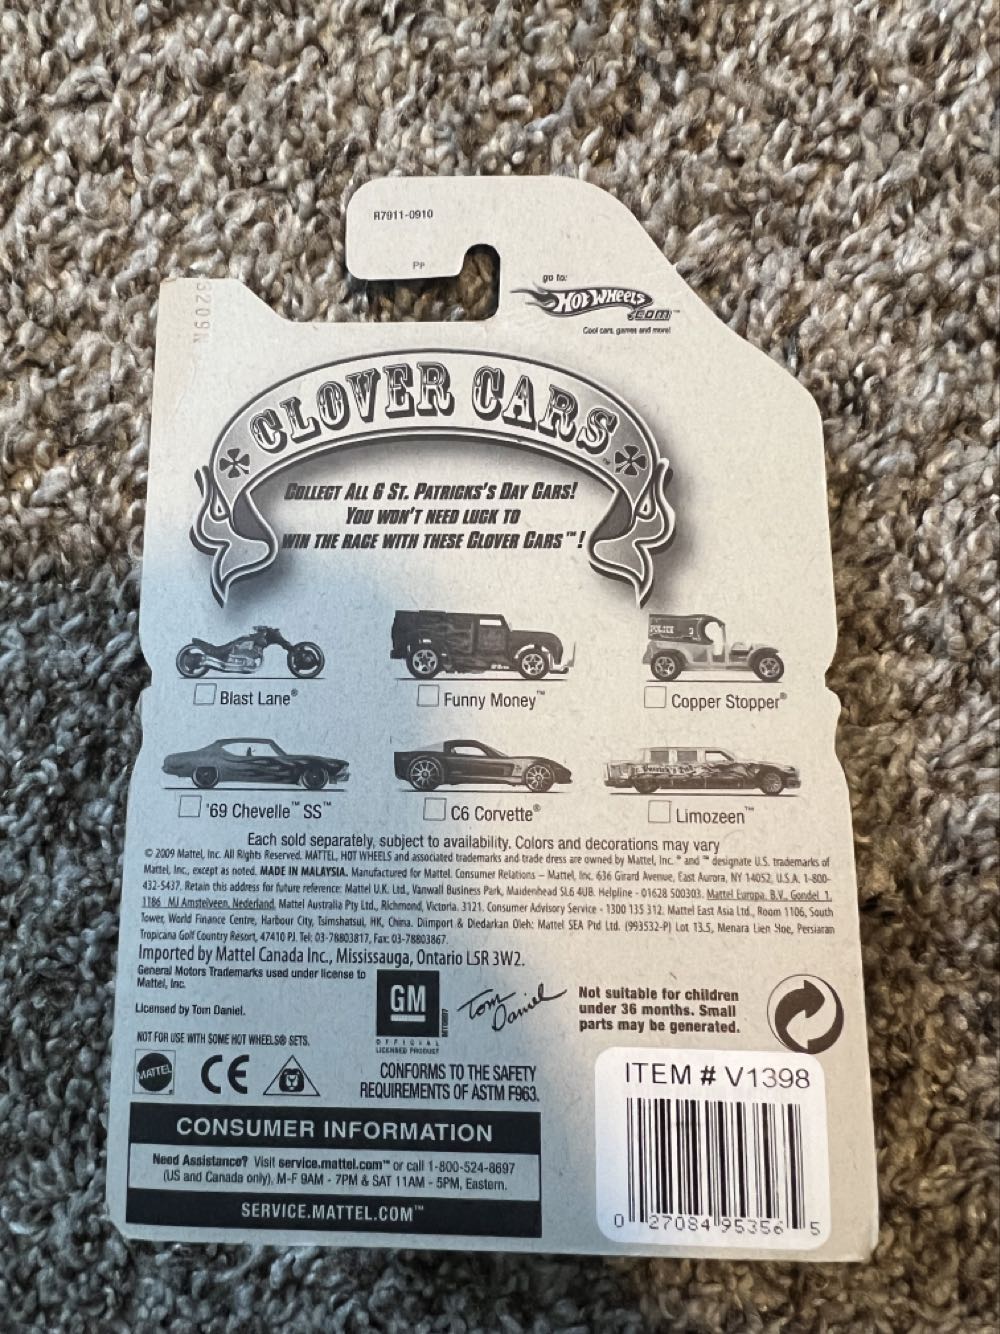 R7911-0910
PP
3209N
go to:
HOT WHEELS
.COM™
Cool cars, games and more!
CLOVER CARS™
COLLECT ALL 6 ST. PATRICKS'S DAY CARS!
YOU WON'T NEED LUCK TO
WIN THE RACE WITH THESE CLOVER CARS™!
POLICE 3
Blast Lane®
Funny Money™
Copper Stopper®
'69 Chevelle™ SS™
C6 Corvette®
Limozeen™
Each sold separately, subject to availability. Colors and decorations may vary
© 2009 Mattel, Inc. All Rights Reserved. MATTEL, HOT WHEELS and associated trademarks and trade dress are owned by Mattel, Inc. ® and ™ designate U.S. trademarks of
Mattel, Inc., except as noted. MADE IN MALAYSIA. Manufactured for Mattel. Consumer Relations – Mattel, Inc. 636 Girard Avenue, East Aurora, NY 14052, U.S.A. 1-800-
432-5437. Retain this address for future reference: Mattel U.K. Ltd., Vanwall Business Park, Maidenhead SL6 4UB. Helpline - 01628 500303. Mattel Europa, B.V., Gondel 1,
1186 MJ Amstelveen, Nederland. Mattel Australia Pty Ltd., Richmond, Victoria. 3121. Consumer Advisory Service - 1300 135 312. Mattel East Asia Ltd., Room 1106, South
Tower, World Finance Centre, Harbour City, Tsimshatsui, HK, China. Diimport & Diedarkan Oleh: Mattel SEA Ptd Ltd. (993532-P) Lot 13.5, Menara Lien Hoe, Persiaran
Tropicana Golf Country Resort, 47410 PJ. Tel: 03-78803817, Fax: 03-78803867.
Imported by Mattel Canada Inc., Mississauga, Ontario L5R 3W2.
General Motors Trademarks used under license to
Mattel, Inc.
Licensed by Tom Daniel.
NOT FOR USE WITH SOME HOT WHEELS® SETS.
GM
OFFICIAL
LICENSED PRODUCT
Tom Daniel
Not suitable for children
under 36 months. Small
parts may be generated.
MATTEL
CE
CONFORMS TO THE SAFETY
REQUIREMENTS OF ASTM F963.
CONSUMER INFORMATION
Need Assistance? Visit service.mattel.com™ or call 1-800-524-8697
(US and Canada only), M-F 9AM - 7PM & SAT 11AM - 5PM, Eastern.
SERVICE.MATTEL.COM™
ITEM # V1398
0 27084 95356 5